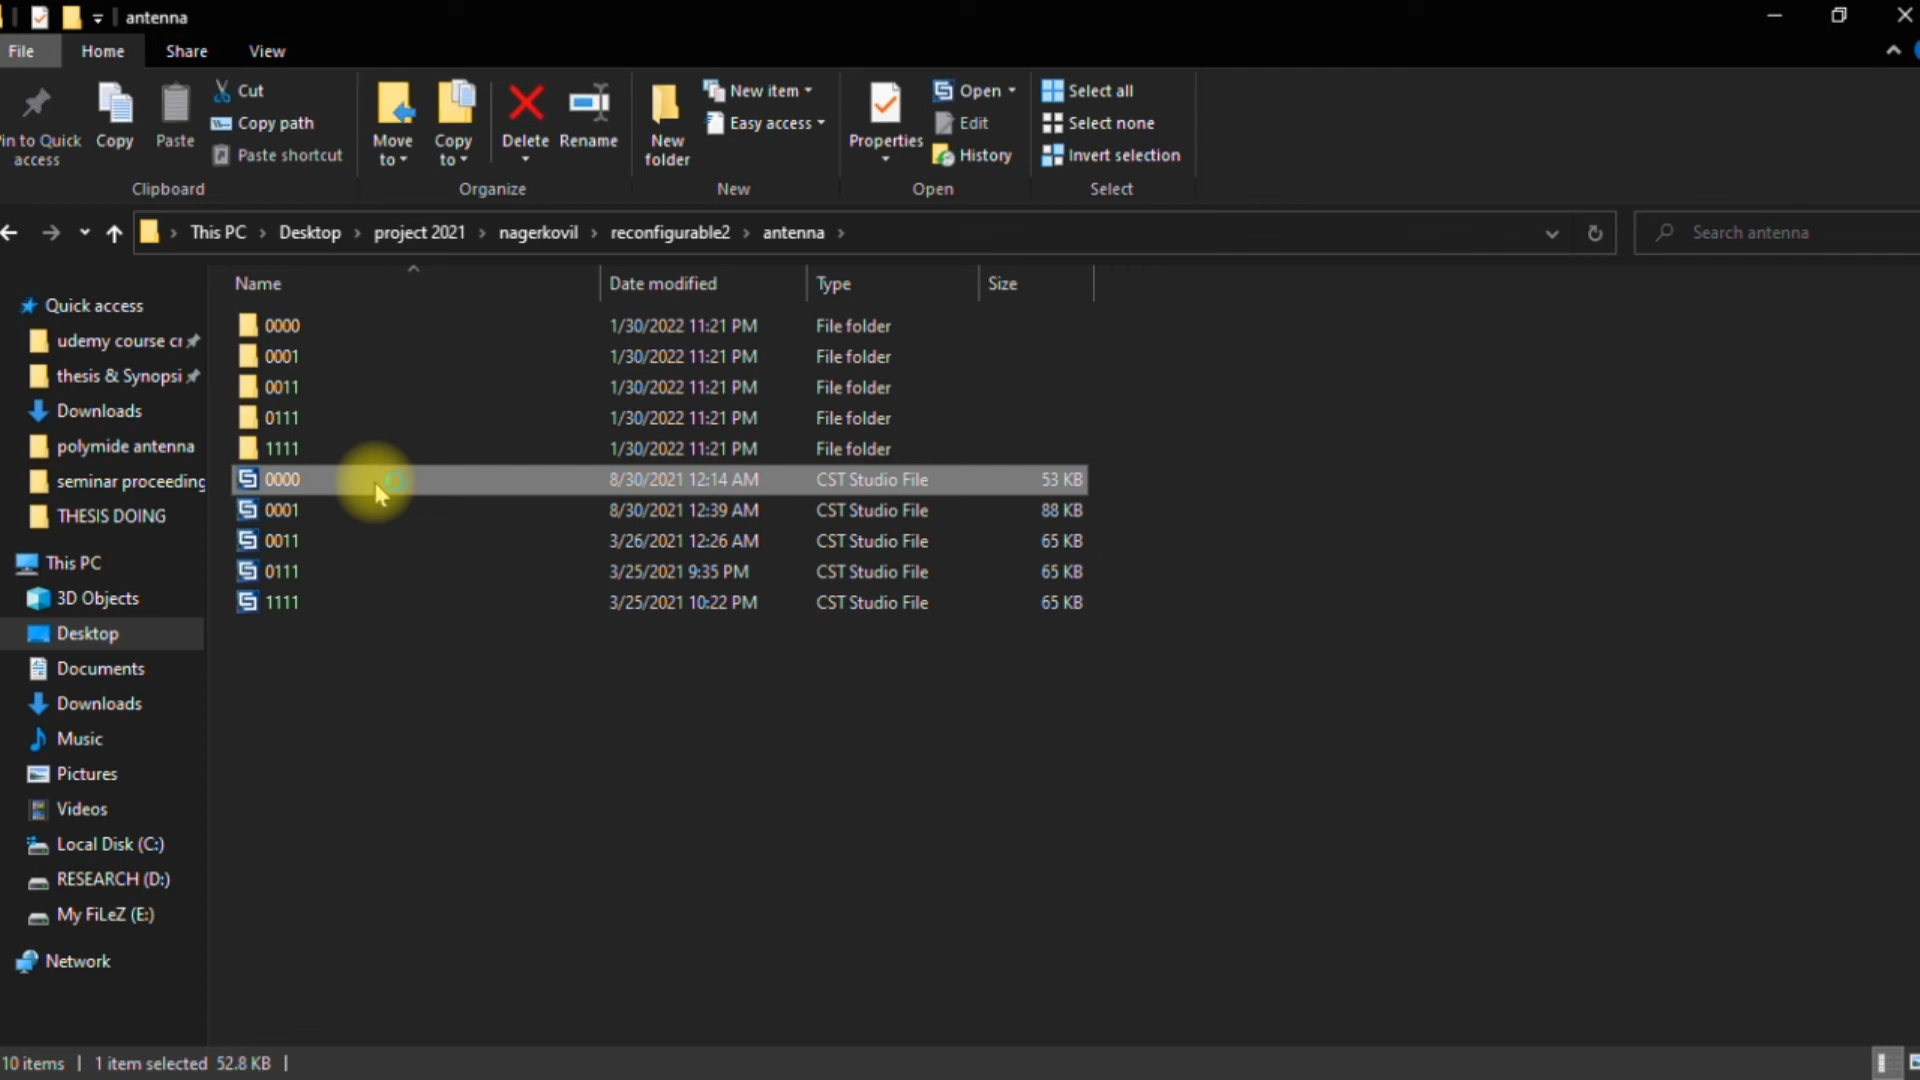 antenna
File Home Share View
in to Quick access
Copy
Paste
Cut
Copy path
Paste shortcut
Clipboard
Move to
Copy to
Delete
Rename
Organize
New folder
New item
Easy access
New
Properties
Open
Edit
History
Open
Select all
Select none
Invert selection
Select
This PC > Desktop > project 2021 > nagerkovil > reconfigurable2 > antenna >
Search antenna
Name Date modified Type Size
Quick access
udemy course cr
thesis & Synopsi
Downloads
polymide antenna
seminar proceeding
THESIS DOING
This PC
3D Objects
Desktop
Documents
Downloads
Music
Pictures
Videos
Local Disk (C:)
RESEARCH (D:)
My FiLeZ (E:)
Network
0000 1/30/2022 11:21 PM File folder
0001 1/30/2022 11:21 PM File folder
0011 1/30/2022 11:21 PM File folder
0111 1/30/2022 11:21 PM File folder
1111 1/30/2022 11:21 PM File folder
0000 8/30/2021 12:14 AM CST Studio File 53 KB
0001 8/30/2021 12:39 AM CST Studio File 88 KB
0011 3/26/2021 12:26 AM CST Studio File 65 KB
0111 3/25/2021 9:35 PM CST Studio File 65 KB
1111 3/25/2021 10:22 PM CST Studio File 65 KB
10 items | 1 item selected 52.8 KB |